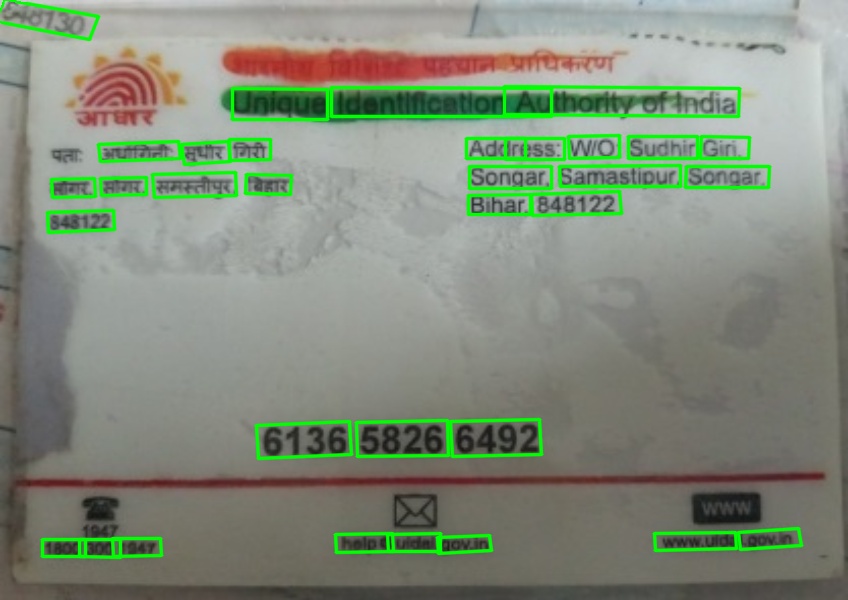 848130
भारतीय विशिष्ट पहचान प्राधिकरण
Unique Identification Authority of India
आधार
पता: अर्धांगिनी: सुधीर गिरी
सोंगर, सोंगर, समस्तीपुर, बिहार
848122
Address: W/O Sudhir Giri,
Songar, Samastipur, Songar,
Bihar, 848122
6136 5826 6492
1947
1800 300 1947
WWW
help@uidai.gov.in
www.uidai.gov.in